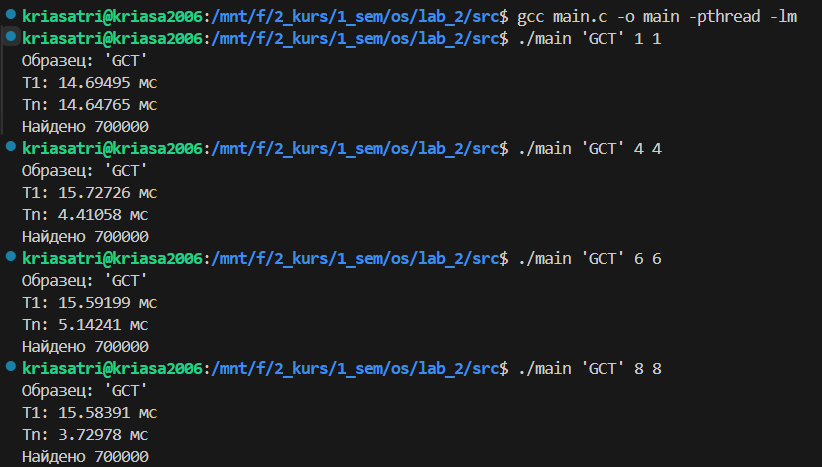 kriasatri@kriasa2006:/mnt/f/2_kurs/1_sem/os/lab_2/src$ gcc main.c -o main -pthread -lm
kriasatri@kriasa2006:/mnt/f/2_kurs/1_sem/os/lab_2/src$ ./main 'GCT' 1 1
Образец: 'GCT'
T1: 14.69495 мс
Tn: 14.64765 мс
Найдено 700000
kriasatri@kriasa2006:/mnt/f/2_kurs/1_sem/os/lab_2/src$ ./main 'GCT' 4 4
Образец: 'GCT'
T1: 15.72726 мс
Tn: 4.41058 мс
Найдено 700000
kriasatri@kriasa2006:/mnt/f/2_kurs/1_sem/os/lab_2/src$ ./main 'GCT' 6 6
Образец: 'GCT'
T1: 15.59199 мс
Tn: 5.14241 мс
Найдено 700000
kriasatri@kriasa2006:/mnt/f/2_kurs/1_sem/os/lab_2/src$ ./main 'GCT' 8 8
Образец: 'GCT'
T1: 15.58391 мс
Tn: 3.72978 мс
Найдено 700000